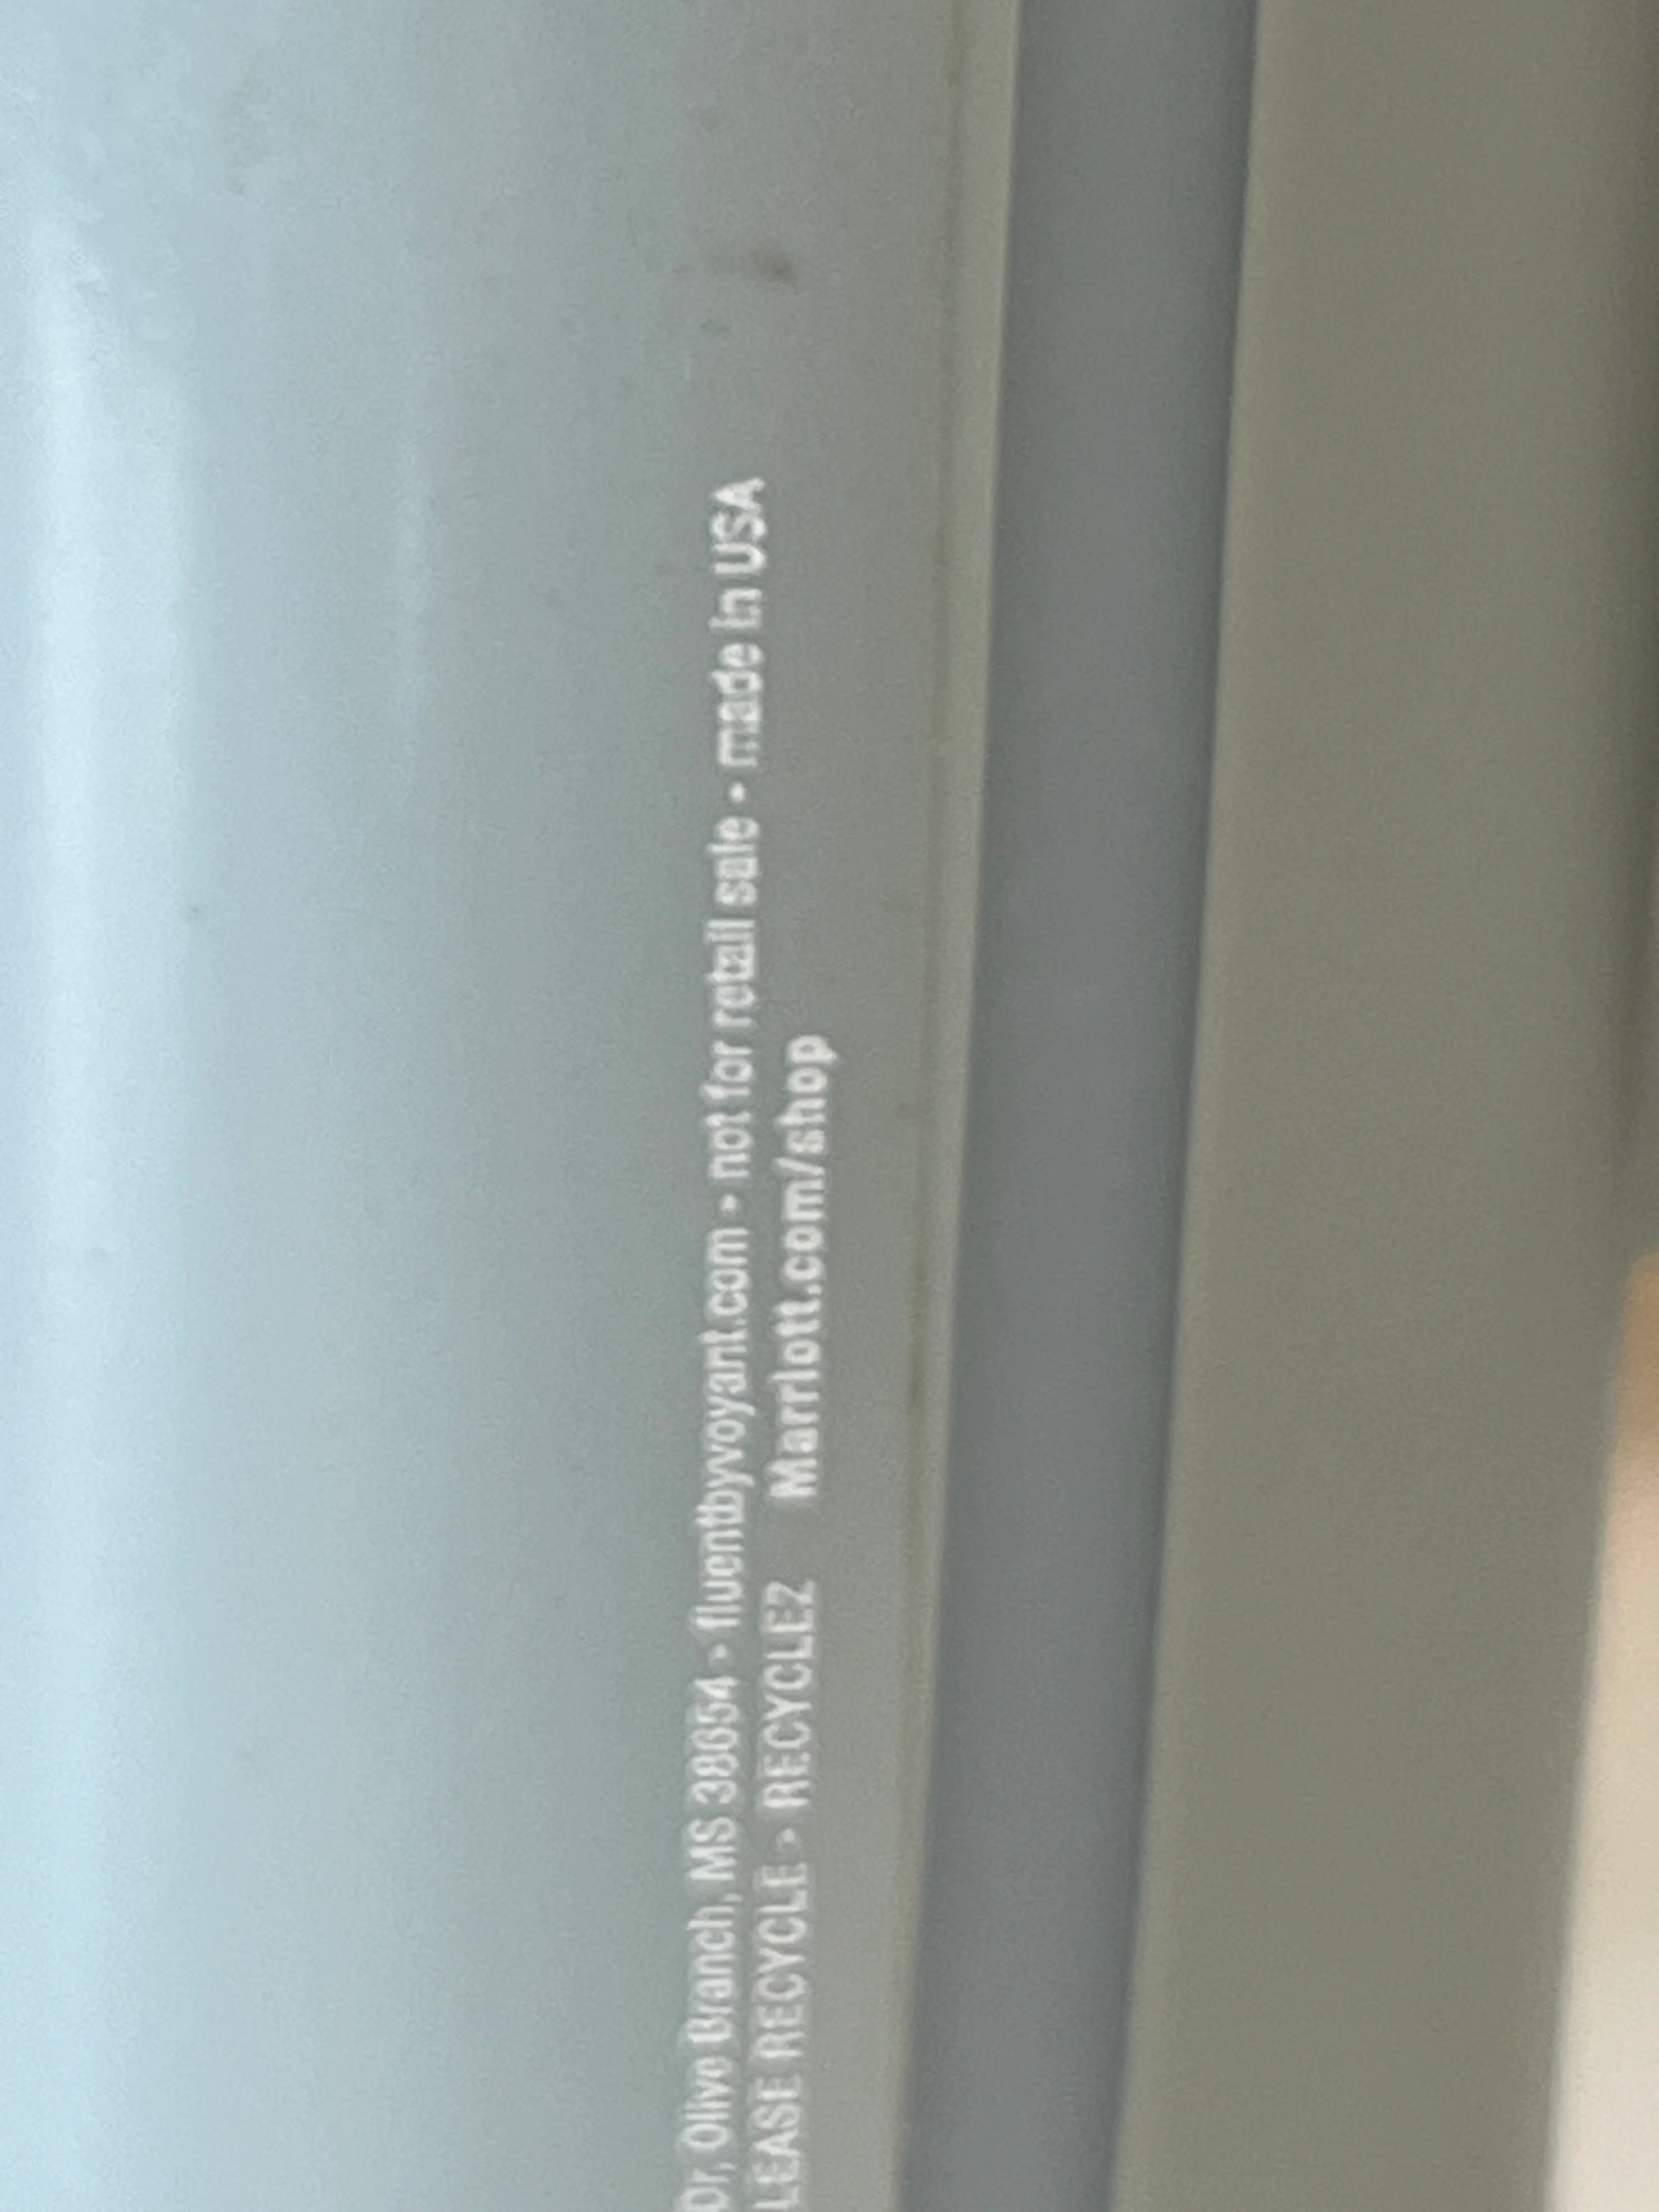 Dr, Olive Branch, MS 38654 • fluentbyvoyant.com • not for retail sale • made in USA
LEASE RECYCLE • RECYCLEZ Marriott.com/shop